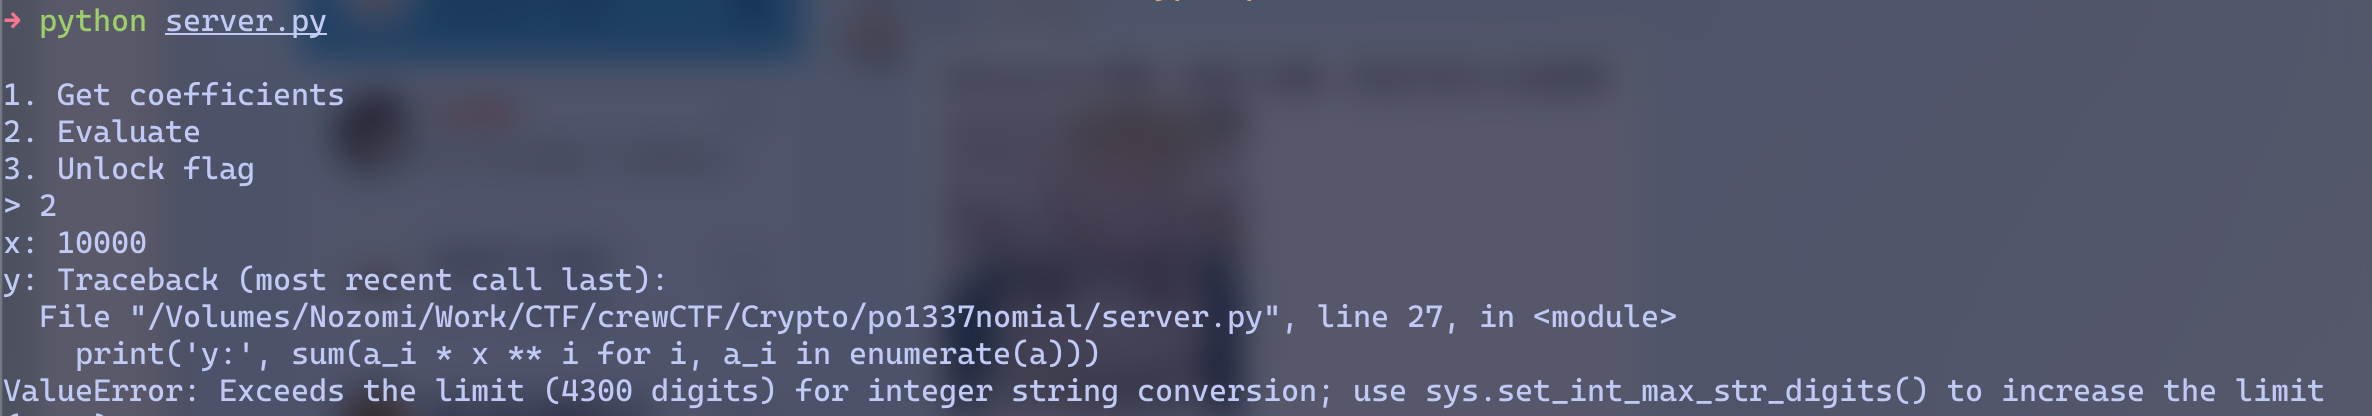 → python server.py
1. Get coefficients
2. Evaluate
3. Unlock flag
> 2
x: 10000
y: Traceback (most recent call last):
  File "/Volumes/Nozomi/Work/CTF/crewCTF/Crypto/po1337nomial/server.py", line 27, in <module>
    print('y:', sum(a_i * x ** i for i, a_i in enumerate(a)))
ValueError: Exceeds the limit (4300 digits) for integer string conversion; use sys.set_int_max_str_digits() to increase the limit